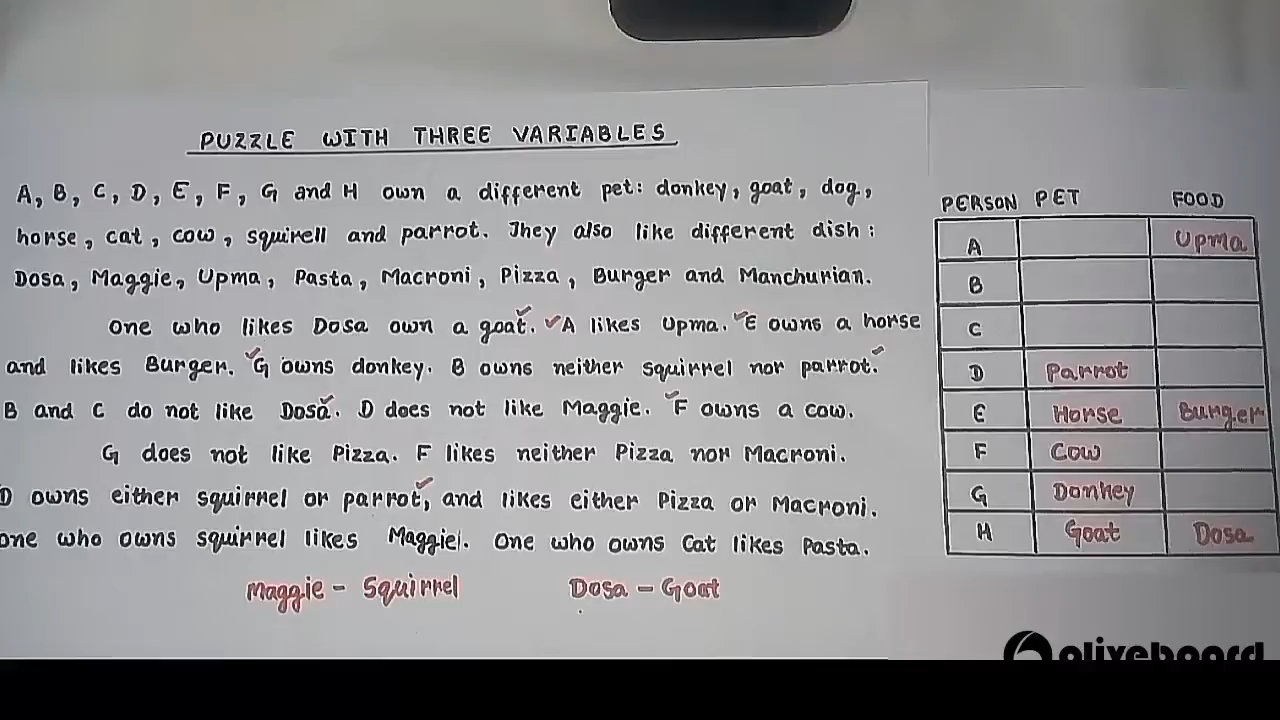 PUZZLE WITH THREE VARIABLES
A, B, C, D, E, F, G and H own a different pet: donkey, goat, dog,
horse, cat, cow, squirell and parrot. They also like different dish:
Dosa, Maggie, Upma, Pasta, Macroni, Pizza, Burger and Manchurian.
One who likes Dosa own a goat. A likes Upma. E owns a horse
and likes Burger. G owns donkey. B owns neither squirrel nor parrot.
B and C do not like Dosa. D does not like Maggie. F owns a cow.
G does not like Pizza. F likes neither Pizza nor Macroni.
D owns either squirrel or parrot, and likes either Pizza or Macroni.
one who owns squirrel likes Maggie. One who owns Cat likes Pasta.
Maggie - Squirrel Dosa - Goat
PERSON PET FOOD
A Upma
B
C
D Parrot
E Horse Burger
F Cow
G Donkey
H Goat Dosa
oliveboard